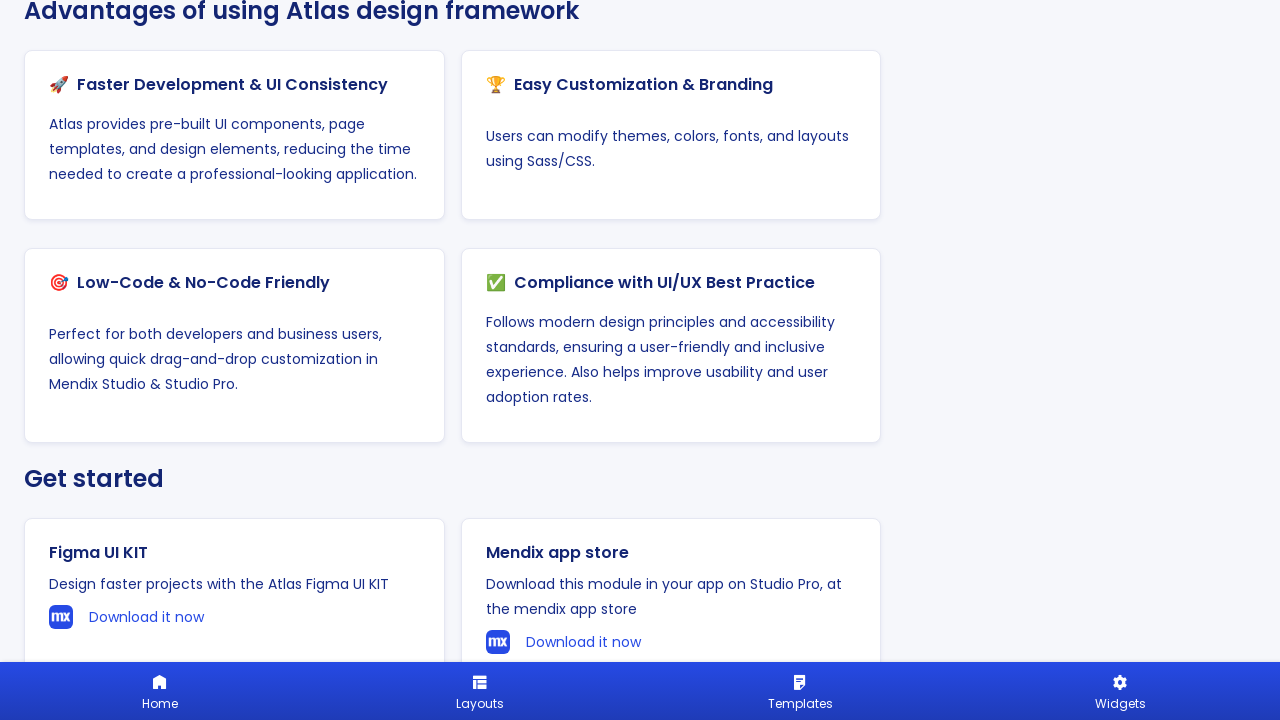 Advantages of using Atlas design framework
🚀 Faster Development & UI Consistency
Atlas provides pre-built UI components, page
templates, and design elements, reducing the time
needed to create a professional-looking application.
🏆 Easy Customization & Branding
Users can modify themes, colors, fonts, and layouts
using Sass/CSS.
🎯 Low-Code & No-Code Friendly
Perfect for both developers and business users,
allowing quick drag-and-drop customization in
Mendix Studio & Studio Pro.
✅ Compliance with UI/UX Best Practice
Follows modern design principles and accessibility
standards, ensuring a user-friendly and inclusive
experience. Also helps improve usability and user
adoption rates.
Get started
Figma UI KIT
Design faster projects with the Atlas Figma UI KIT
mx Download it now
Mendix app store
Download this module in your app on Studio Pro, at
the mendix app store
mx Download it now
Home
Layouts
Templates
Widgets